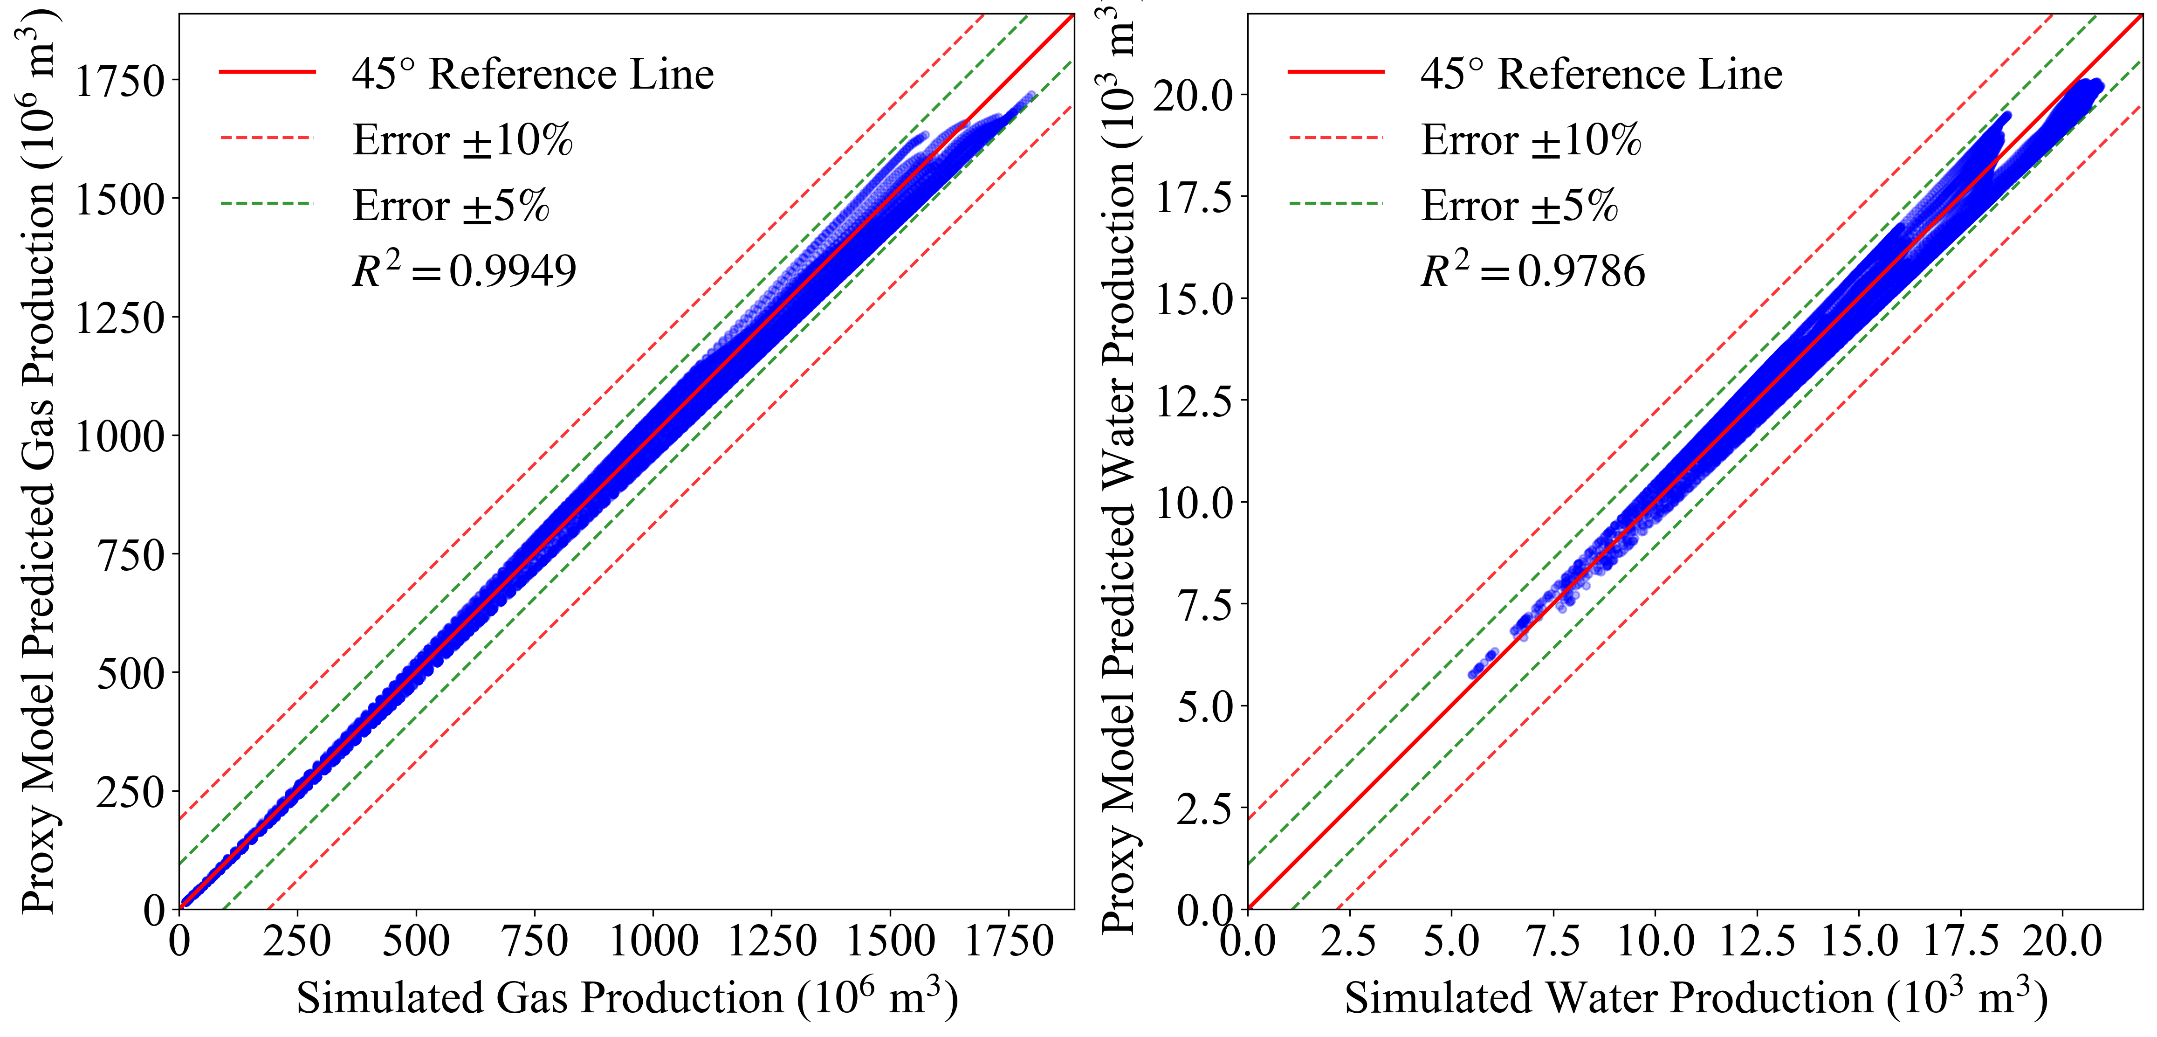 Proxy Model Predicted Gas Production (10⁶ m³)
1750
1500
1250
1000
750
500
250
0
45° Reference Line
Error ±10%
Error ±5%
R² = 0.9949
0 250 500 750 1000 1250 1500 1750
Simulated Gas Production (10⁶ m³)
Proxy Model Predicted Water Production (10³ m³)
20.0
17.5
15.0
12.5
10.0
7.5
5.0
2.5
0.0
45° Reference Line
Error ±10%
Error ±5%
R² = 0.9786
0.0 2.5 5.0 7.5 10.0 12.5 15.0 17.5 20.0
Simulated Water Production (10³ m³)